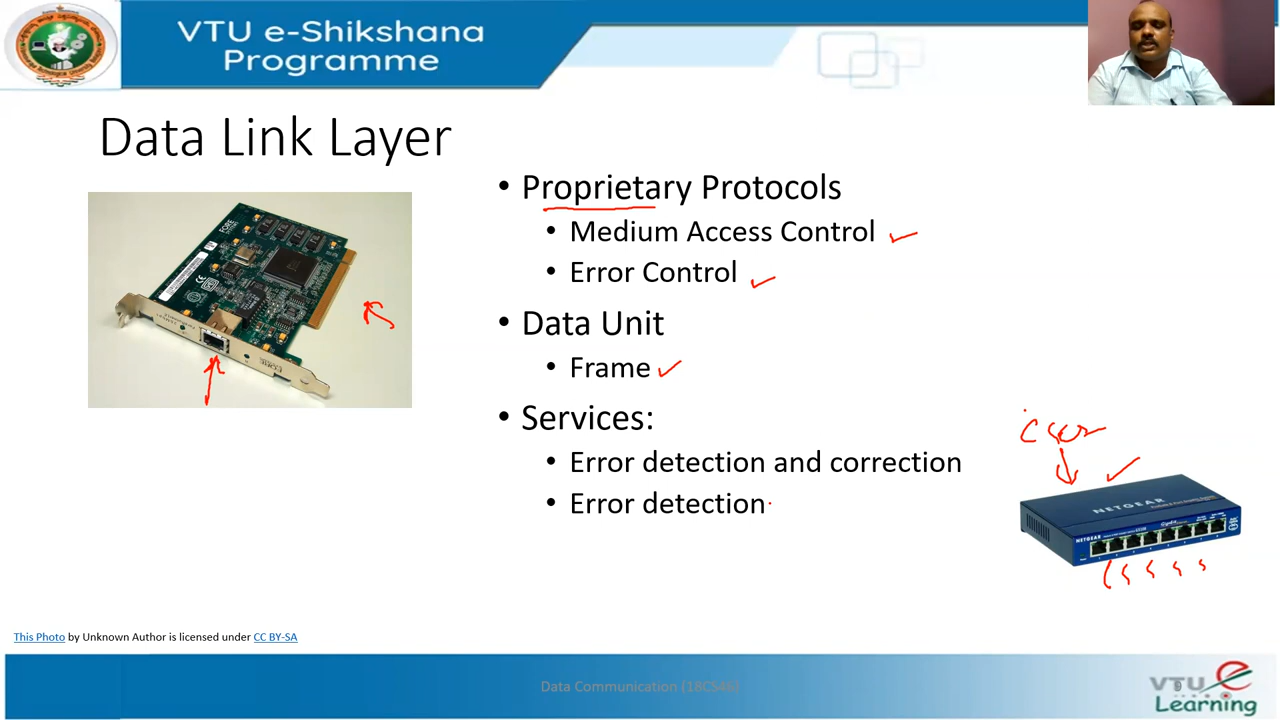 VTU e-Shikshana
Programme
Data Link Layer
• Proprietary Protocols
• Medium Access Control
• Error Control
• Data Unit
• Frame
• Services:
• Error detection and correction
• Error detection
NETGEAR
NETGEAR
FORE
This Photo by Unknown Author is licensed under CC BY-SA
Data Communication (18CS46)
VTU e
Learning